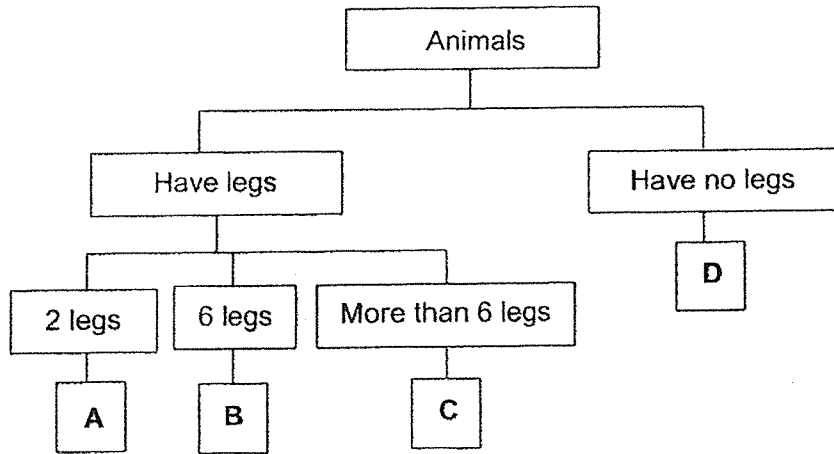 Animals
Have legs
Have no legs
2 legs
6 legs
More than 6 legs
D
A
B
C